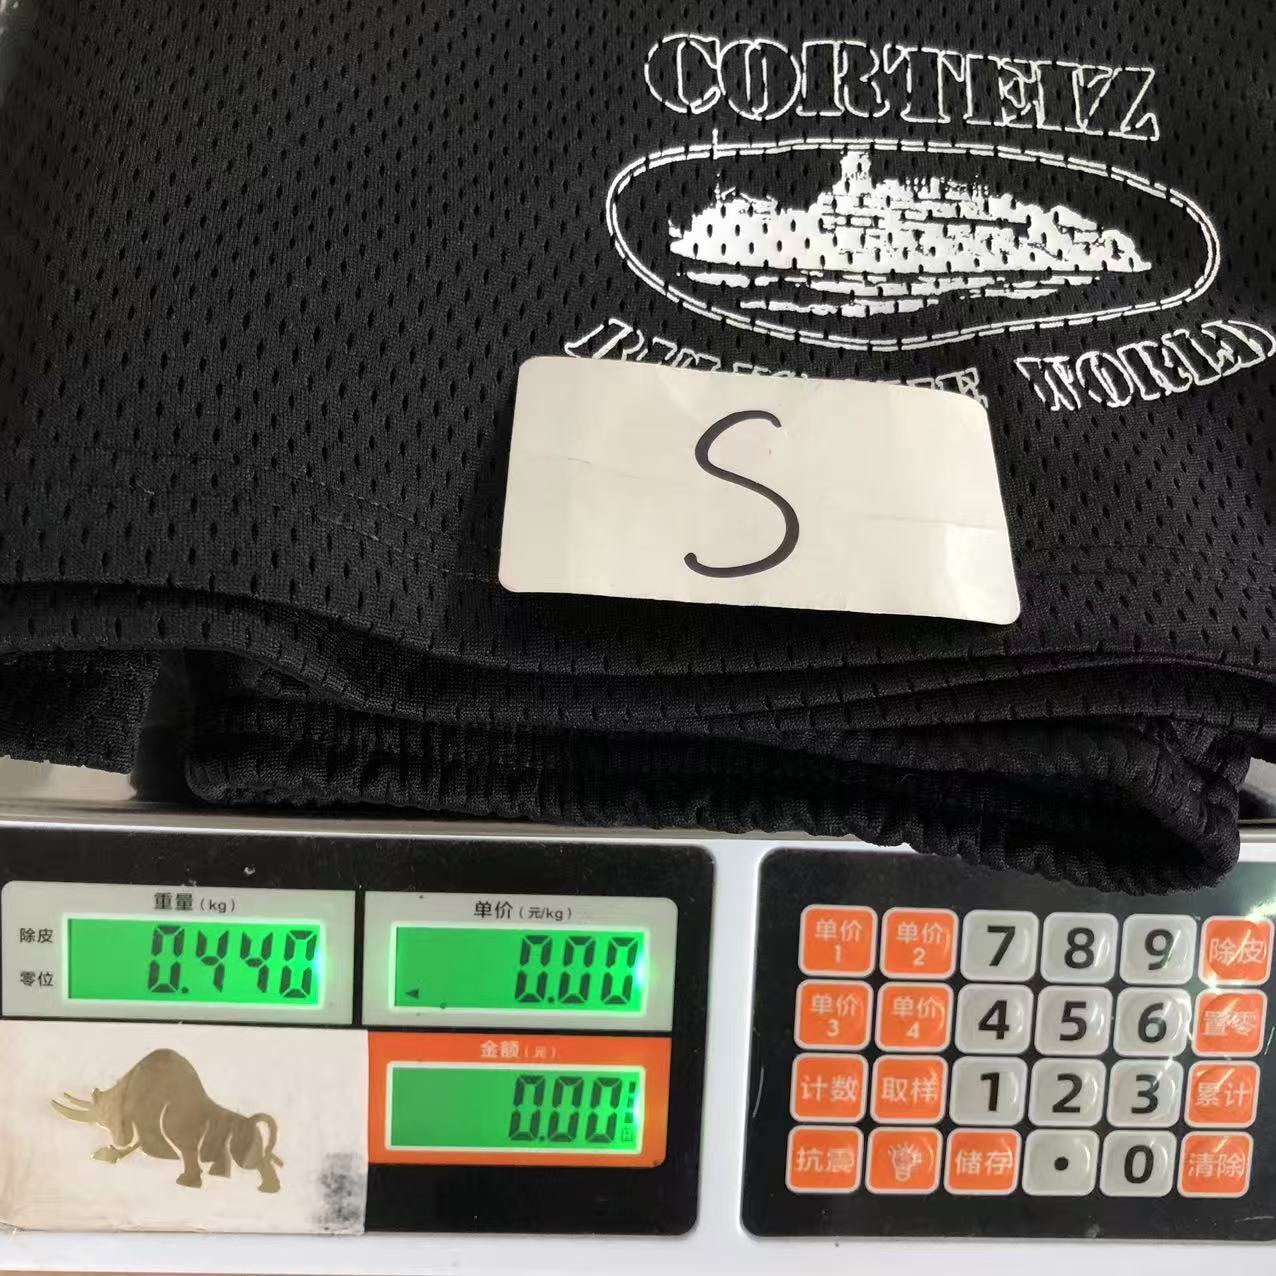 CORTEIZ
WORLD
S
重量(kg)
除皮
零位
0.440
单价(元/kg)
0.00
金额(元)
0.00
单价1 单价2 7 8 9 除皮
单价3 单价4 4 5 6 置零
计数 取样 1 2 3 累计
抗震 储存 . 0 清除